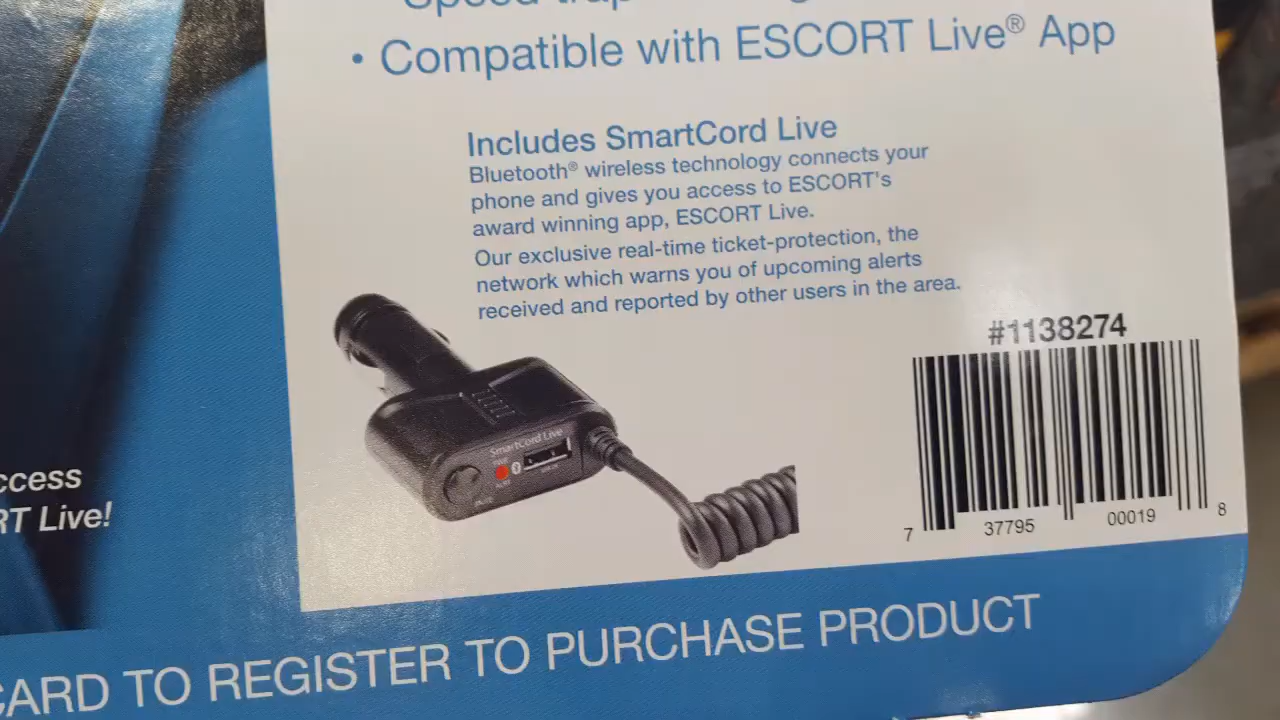 • Compatible with ESCORT Live® App
Includes SmartCord Live
Bluetooth® wireless technology connects your
phone and gives you access to ESCORT's
award winning app, ESCORT Live.
Our exclusive real-time ticket-protection, the
network which warns you of upcoming alerts
received and reported by other users in the area.
#1138274
SmartCord Live
7 37795 00019 8
RT Live!
CARD TO REGISTER TO PURCHASE PRODUCT